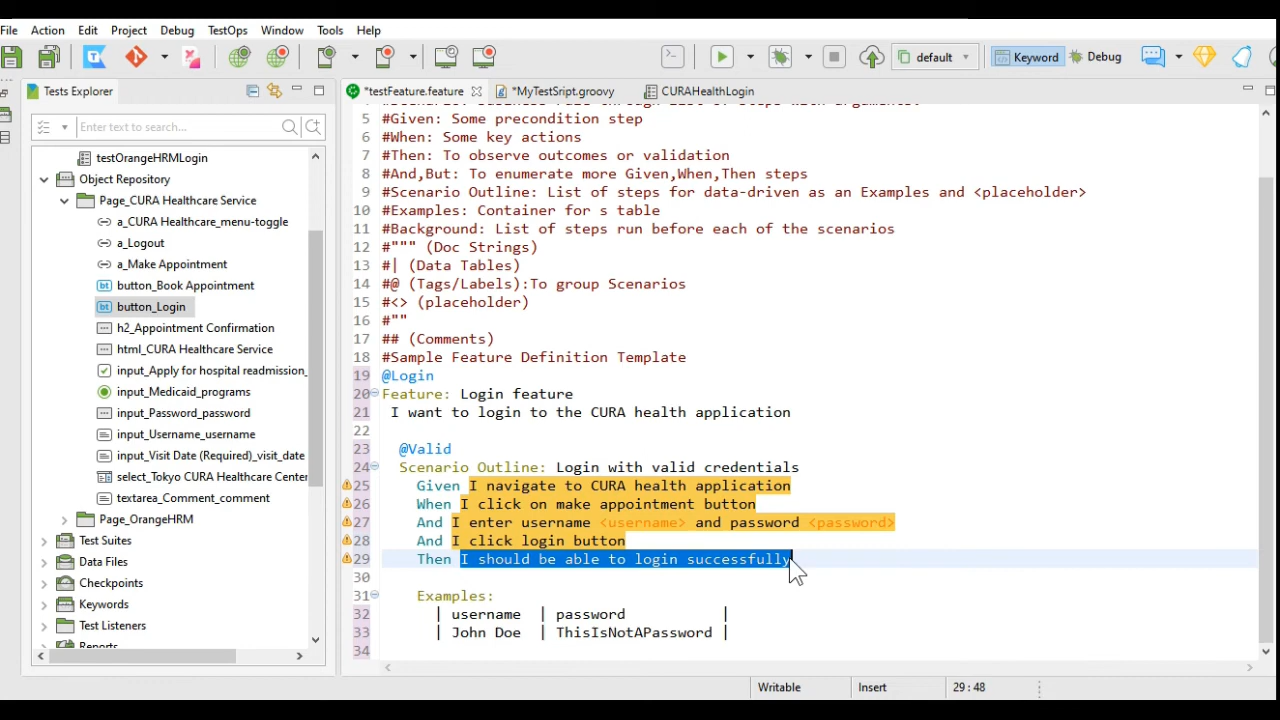 File Action Edit Project Debug TestOps Window Tools Help
default Keyword Debug
Tests Explorer
Enter text to search...
testOrangeHRMLogin
Object Repository
Page_CURA Healthcare Service
a_CURA Healthcare_menu-toggle
a_Logout
a_Make Appointment
button_Book Appointment
button_Login
h2_Appointment Confirmation
html_CURA Healthcare Service
input_Apply for hospital readmission_
input_Medicaid_programs
input_Password_password
input_Username_username
input_Visit Date (Required)_visit_date
select_Tokyo CURA Healthcare Center
textarea_Comment_comment
Page_OrangeHRM
Test Suites
Data Files
Checkpoints
Keywords
Test Listeners
Reports
*testFeature.feature *MyTestSript.groovy CURAHealthLogin
4 #Scenario: Business rule through list of steps with arguments.
5 #Given: Some precondition step
6 #When: Some key actions
7 #Then: To observe outcomes or validation
8 #And,But: To enumerate more Given,When,Then steps
9 #Scenario Outline: List of steps for data-driven as an Examples and <placeholder>
10 #Examples: Container for s table
11 #Background: List of steps run before each of the scenarios
12 #""" (Doc Strings)
13 #| (Data Tables)
14 #@ (Tags/Labels):To group Scenarios
15 #<> (placeholder)
16 #""
17 ## (Comments)
18 #Sample Feature Definition Template
19 @Login
20 Feature: Login feature
21 I want to login to the CURA health application
22
23 @Valid
24 Scenario Outline: Login with valid credentials
25 Given I navigate to CURA health application
26 When I click on make appointment button
27 And I enter username <username> and password <password>
28 And I click login button
29 Then I should be able to login successfully
30
31 Examples:
32 | username | password |
33 | John Doe | ThisIsNotAPassword |
34
Writable Insert 29 : 48